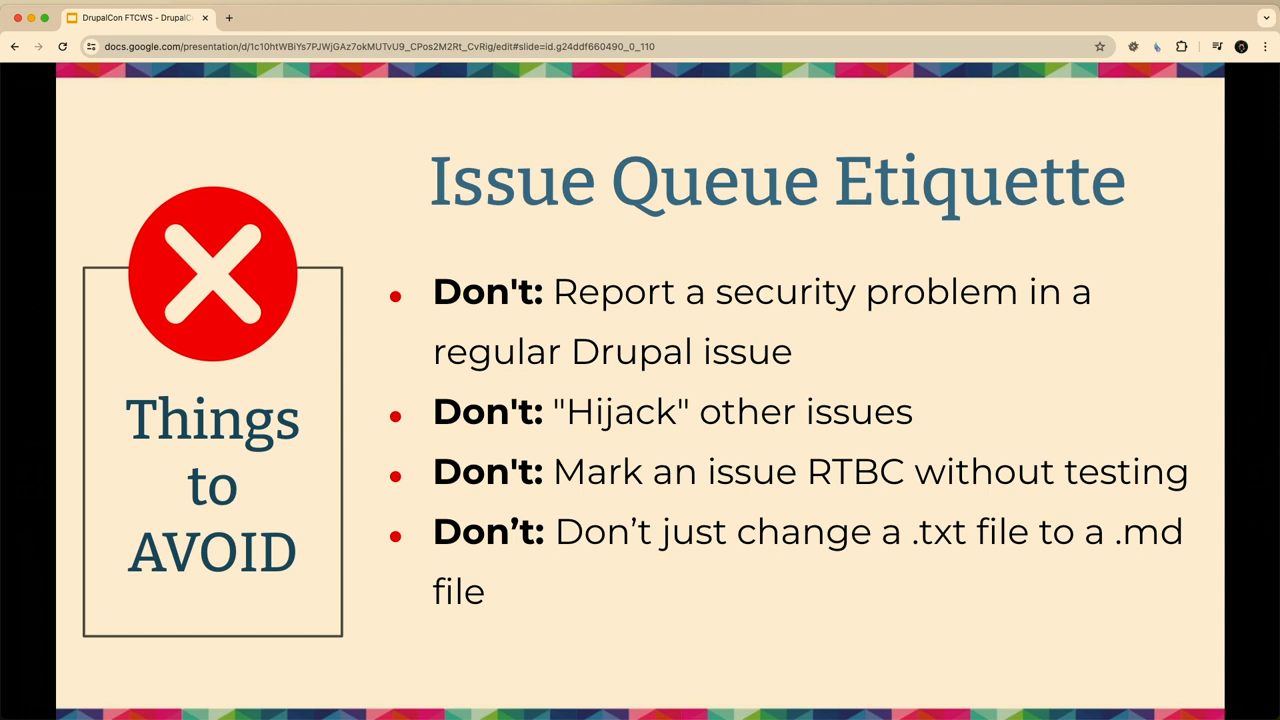 DrupalCon FTCWS - DrupalC
docs.google.com/presentation/d/1c10htWBiYs7PJWjGAz7okMUTvU9_CPos2M2Rt_CvRig/edit#slide=id.g24ddf660490_0_110
Issue Queue Etiquette
Things
to
AVOID
Don't: Report a security problem in a
regular Drupal issue
Don't: "Hijack" other issues
Don't: Mark an issue RTBC without testing
Don’t: Don’t just change a .txt file to a .md
file